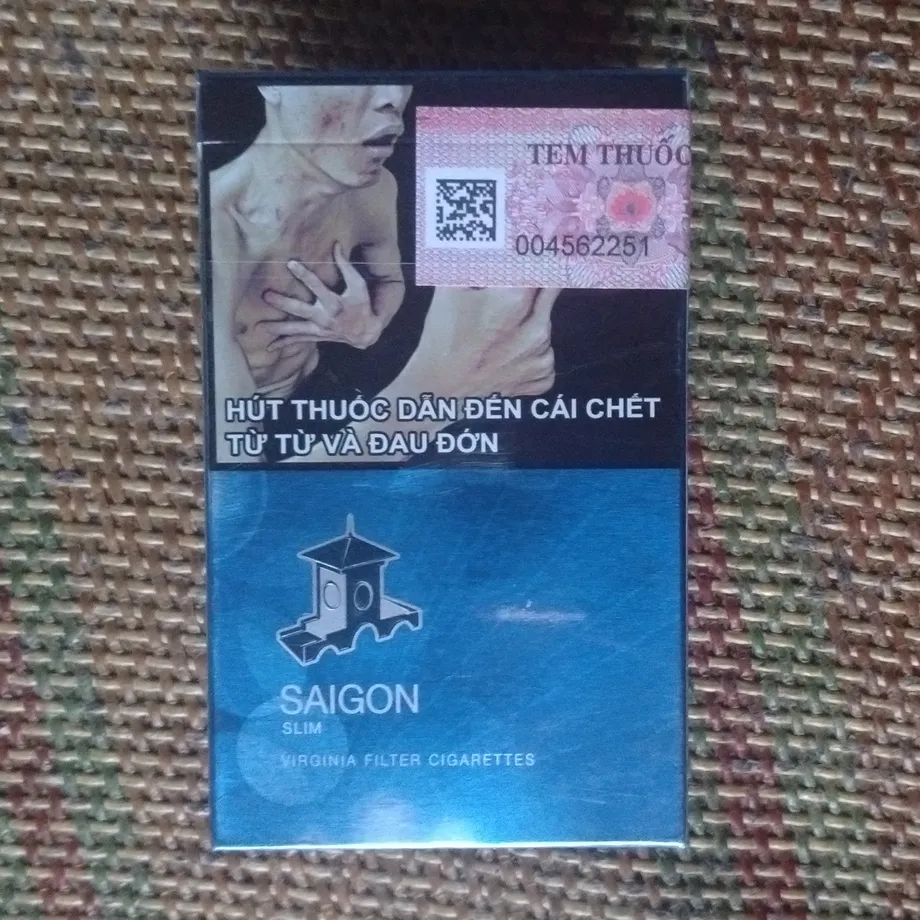 TEM THUỐC
004562251
HÚT THUỐC DẪN ĐẾN CÁI CHẾT
TỪ TỪ VÀ ĐAU ĐỚN
SAIGON
SLIM
VIRGINIA FILTER CIGARETTES